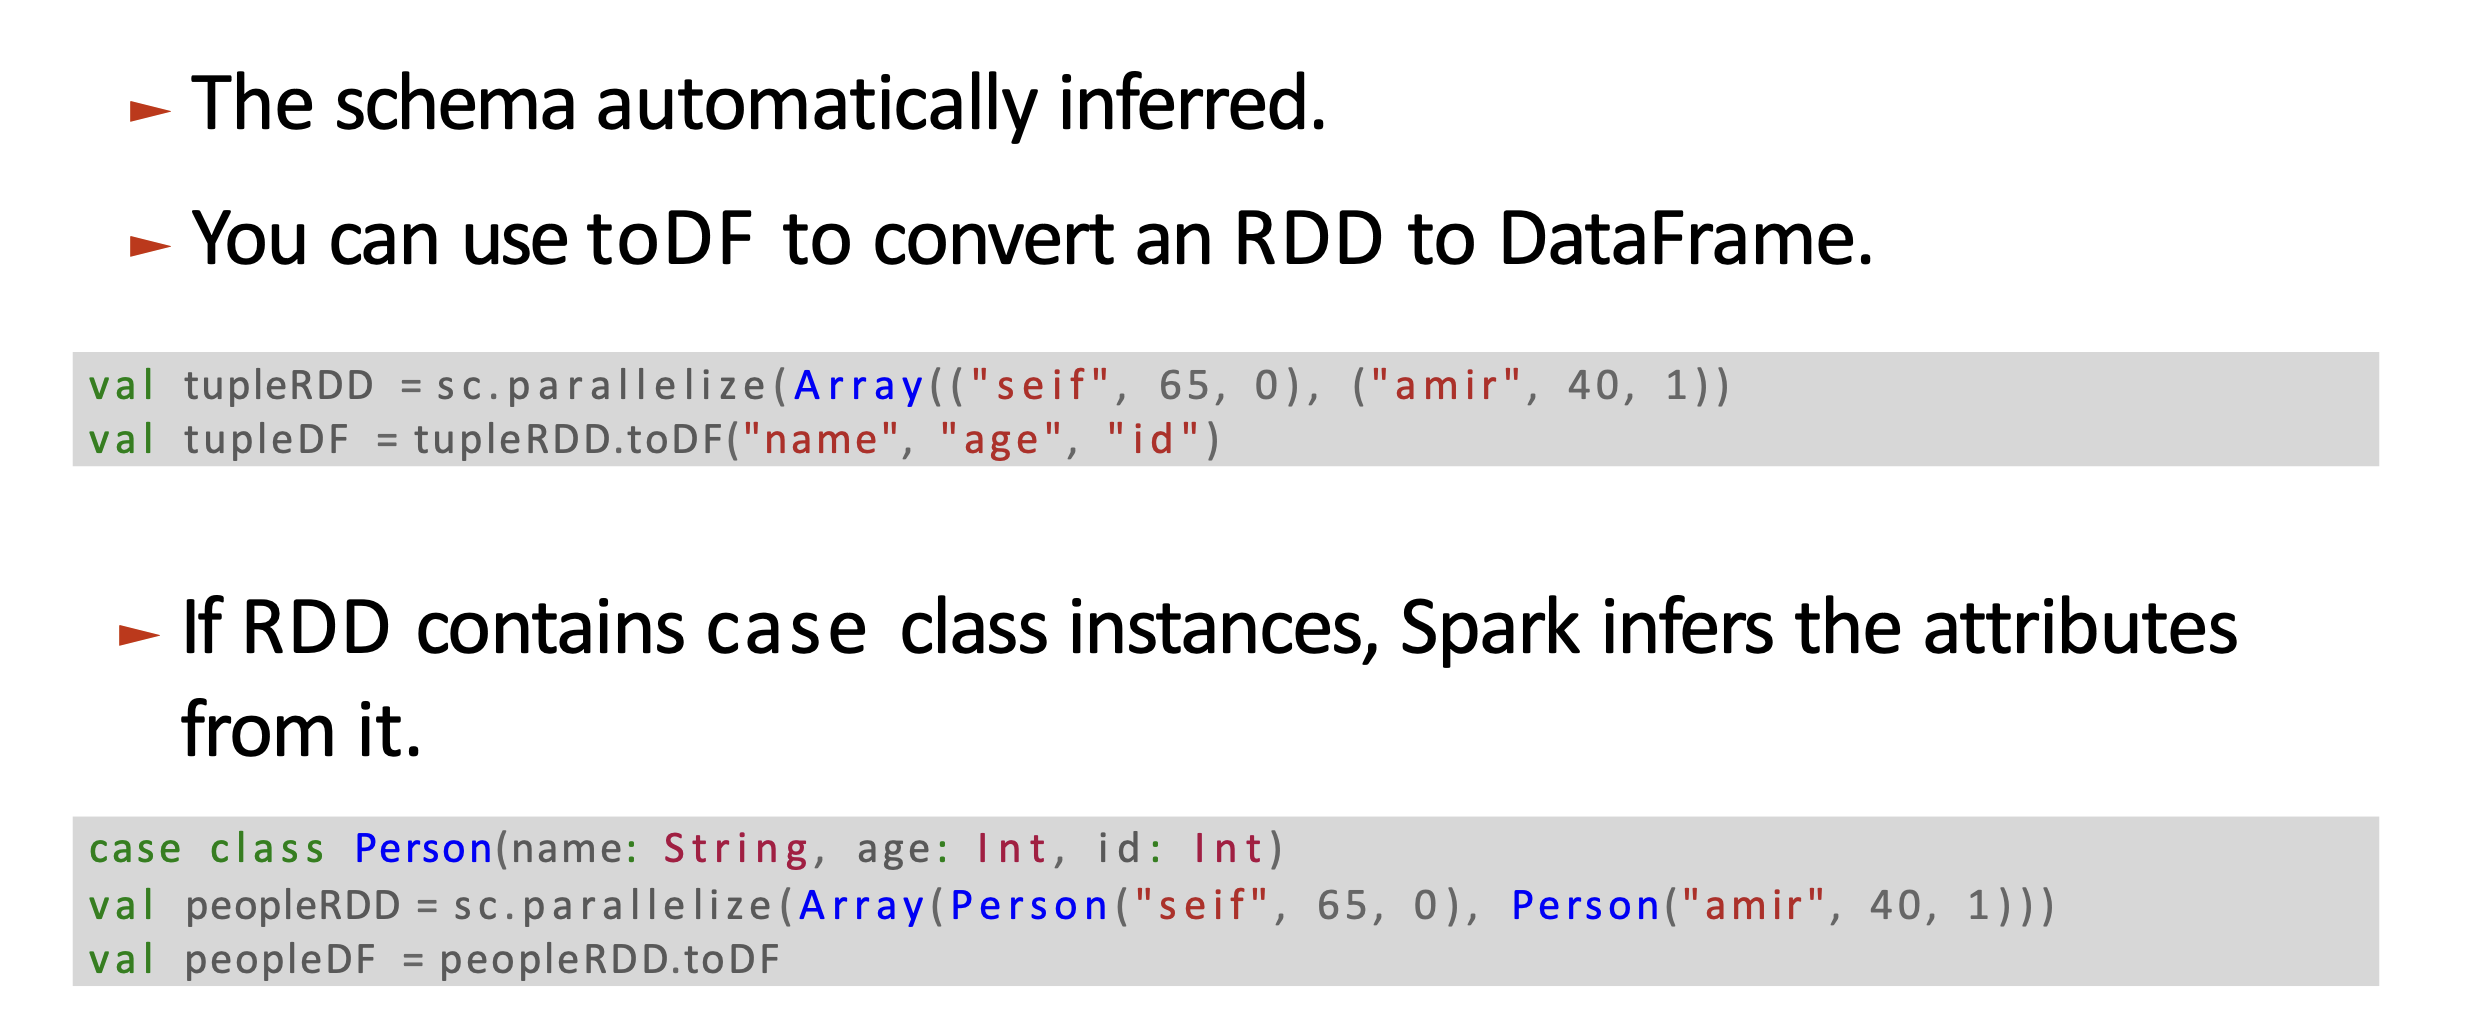 ► The schema automatically inferred.
► You can use toDF to convert an RDD to DataFrame.
val tupleRDD = sc.parallelize(Array(("seif", 65, 0), ("amir", 40, 1))
val tupleDF = tupleRDD.toDF("name", "age", "id")
► If RDD contains case class instances, Spark infers the attributes
from it.
case class Person(name: String, age: Int, id: Int)
val peopleRDD = sc.parallelize(Array(Person("seif", 65, 0), Person("amir", 40, 1)))
val peopleDF = peopleRDD.toDF